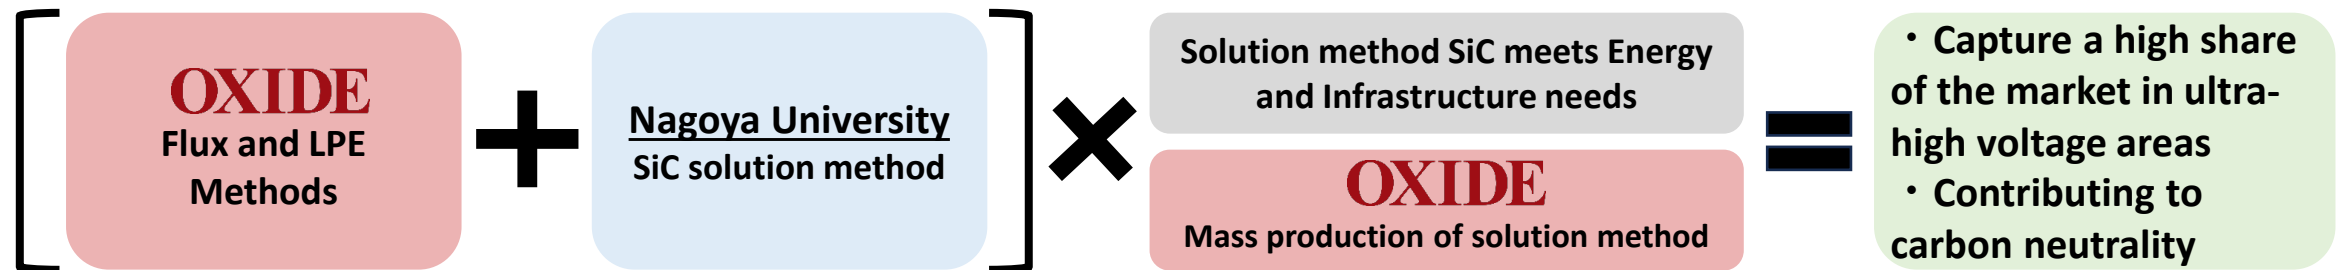 OXIDE
Flux and LPE
Methods
Nagoya University
SiC solution method
Solution method SiC meets Energy
and Infrastructure needs
OXIDE
Mass production of solution method
・Capture a high share
of the market in ultra-
high voltage areas
・Contributing to
carbon neutrality